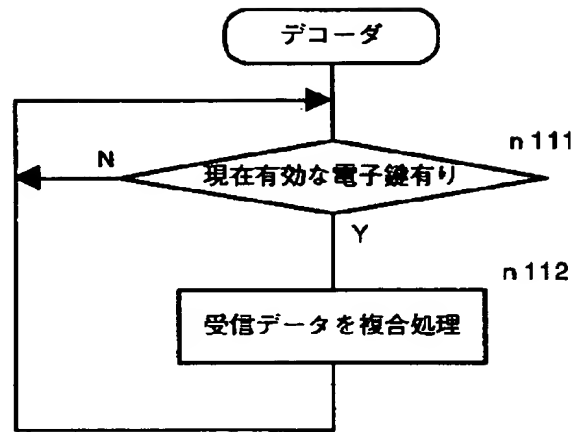 デコーダ
n111
N
現在有効な電子鍵有り
Y
n112
受信データを複合処理